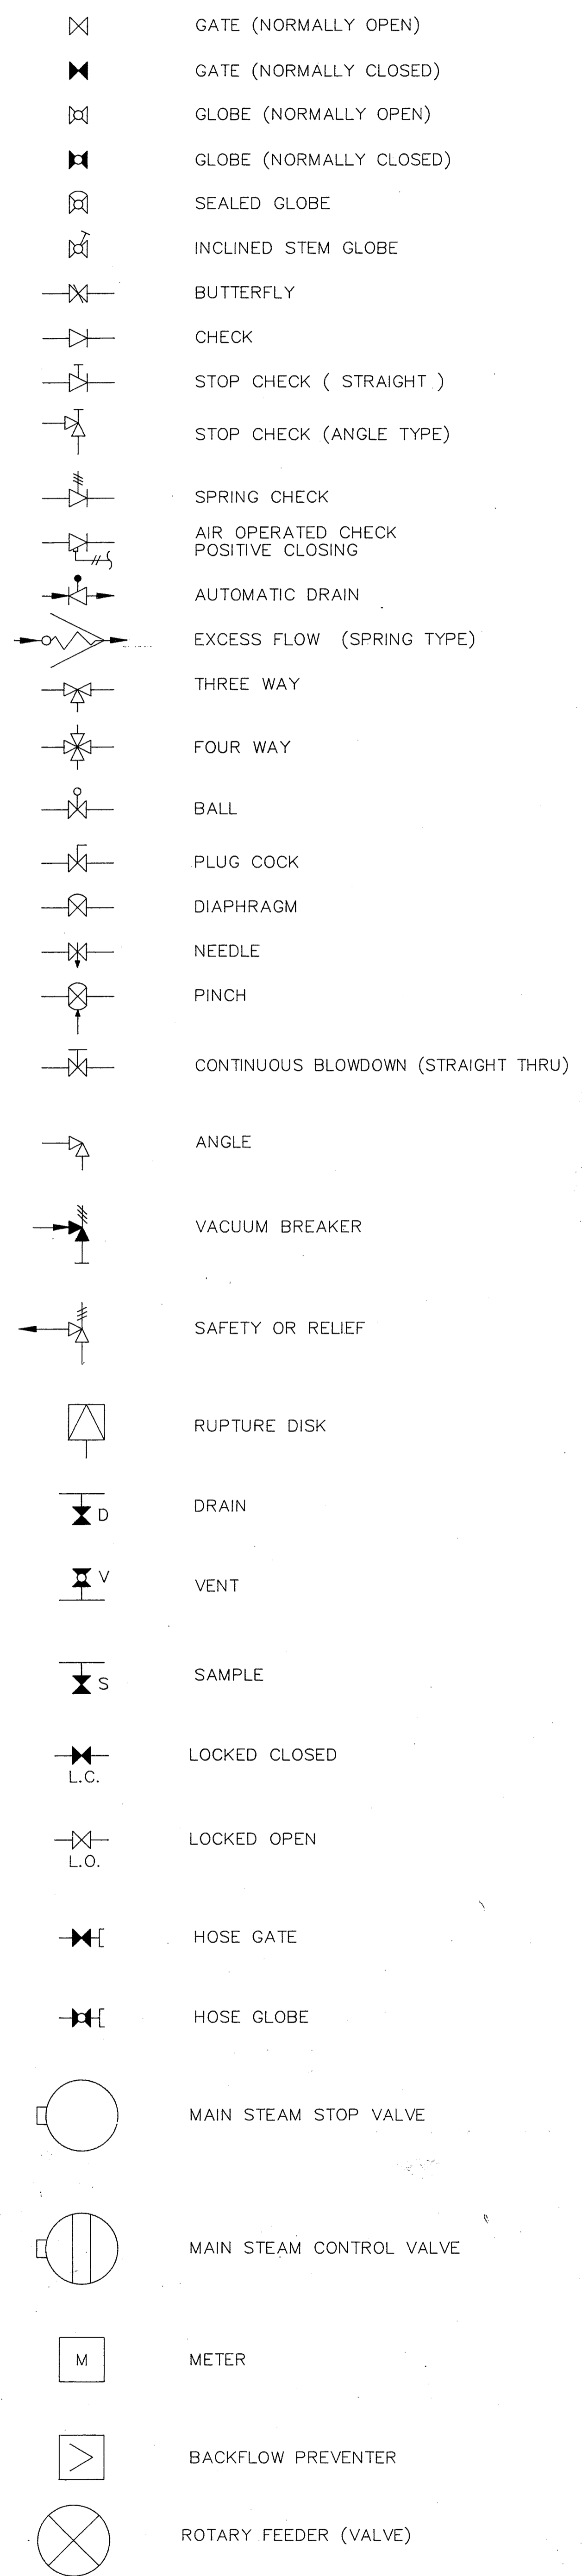 GATE (NORMALLY OPEN)
GATE (NORMALLY CLOSED)
GLOBE (NORMALLY OPEN)
GLOBE (NORMALLY CLOSED)
SEALED GLOBE
INCLINED STEM GLOBE
BUTTERFLY
CHECK
STOP CHECK ( STRAIGHT )
STOP CHECK (ANGLE TYPE)
SPRING CHECK
AIR OPERATED CHECK
POSITIVE CLOSING
AUTOMATIC DRAIN
EXCESS FLOW (SPRING TYPE)
THREE WAY
FOUR WAY
BALL
PLUG COCK
DIAPHRAGM
NEEDLE
PINCH
CONTINUOUS BLOWDOWN (STRAIGHT THRU)
ANGLE
VACUUM BREAKER
SAFETY OR RELIEF
RUPTURE DISK
D DRAIN
V VENT
S SAMPLE
LOCKED CLOSED
L.C.
LOCKED OPEN
L.O.
HOSE GATE
HOSE GLOBE
MAIN STEAM STOP VALVE
MAIN STEAM CONTROL VALVE
M METER
BACKFLOW PREVENTER
ROTARY FEEDER (VALVE)